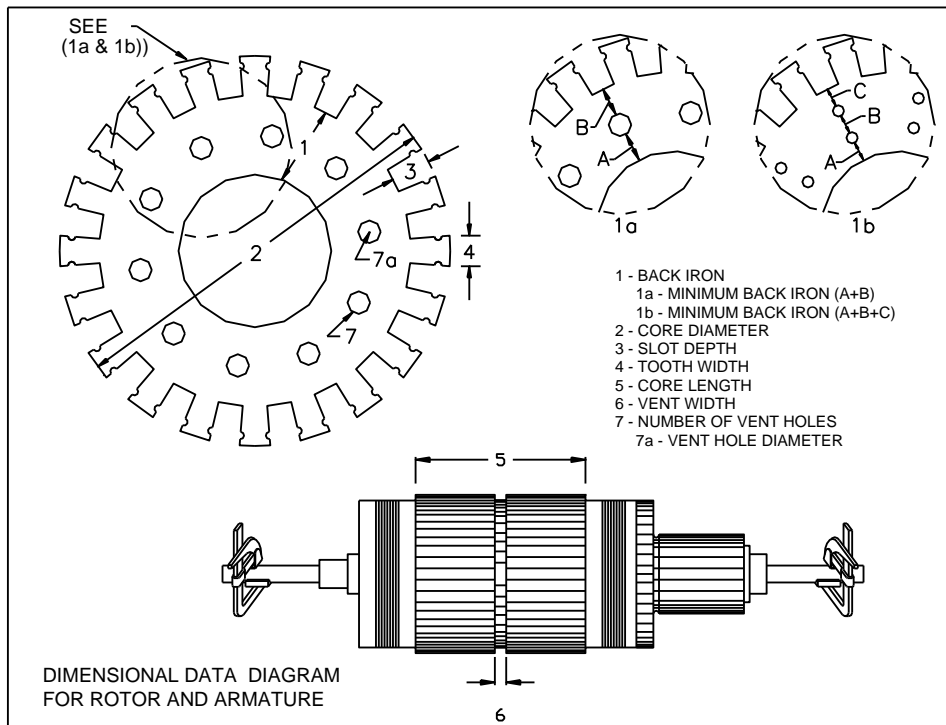 SEE
(1a & 1b))
1
2
3
4
7a
7
B
A
1a
C
B
A
1b
1 - BACK IRON
1a - MINIMUM BACK IRON (A+B)
1b - MINIMUM BACK IRON (A+B+C)
2 - CORE DIAMETER
3 - SLOT DEPTH
4 - TOOTH WIDTH
5 - CORE LENGTH
6 - VENT WIDTH
7 - NUMBER OF VENT HOLES
7a - VENT HOLE DIAMETER
5
6
DIMENSIONAL DATA DIAGRAM
FOR ROTOR AND ARMATURE